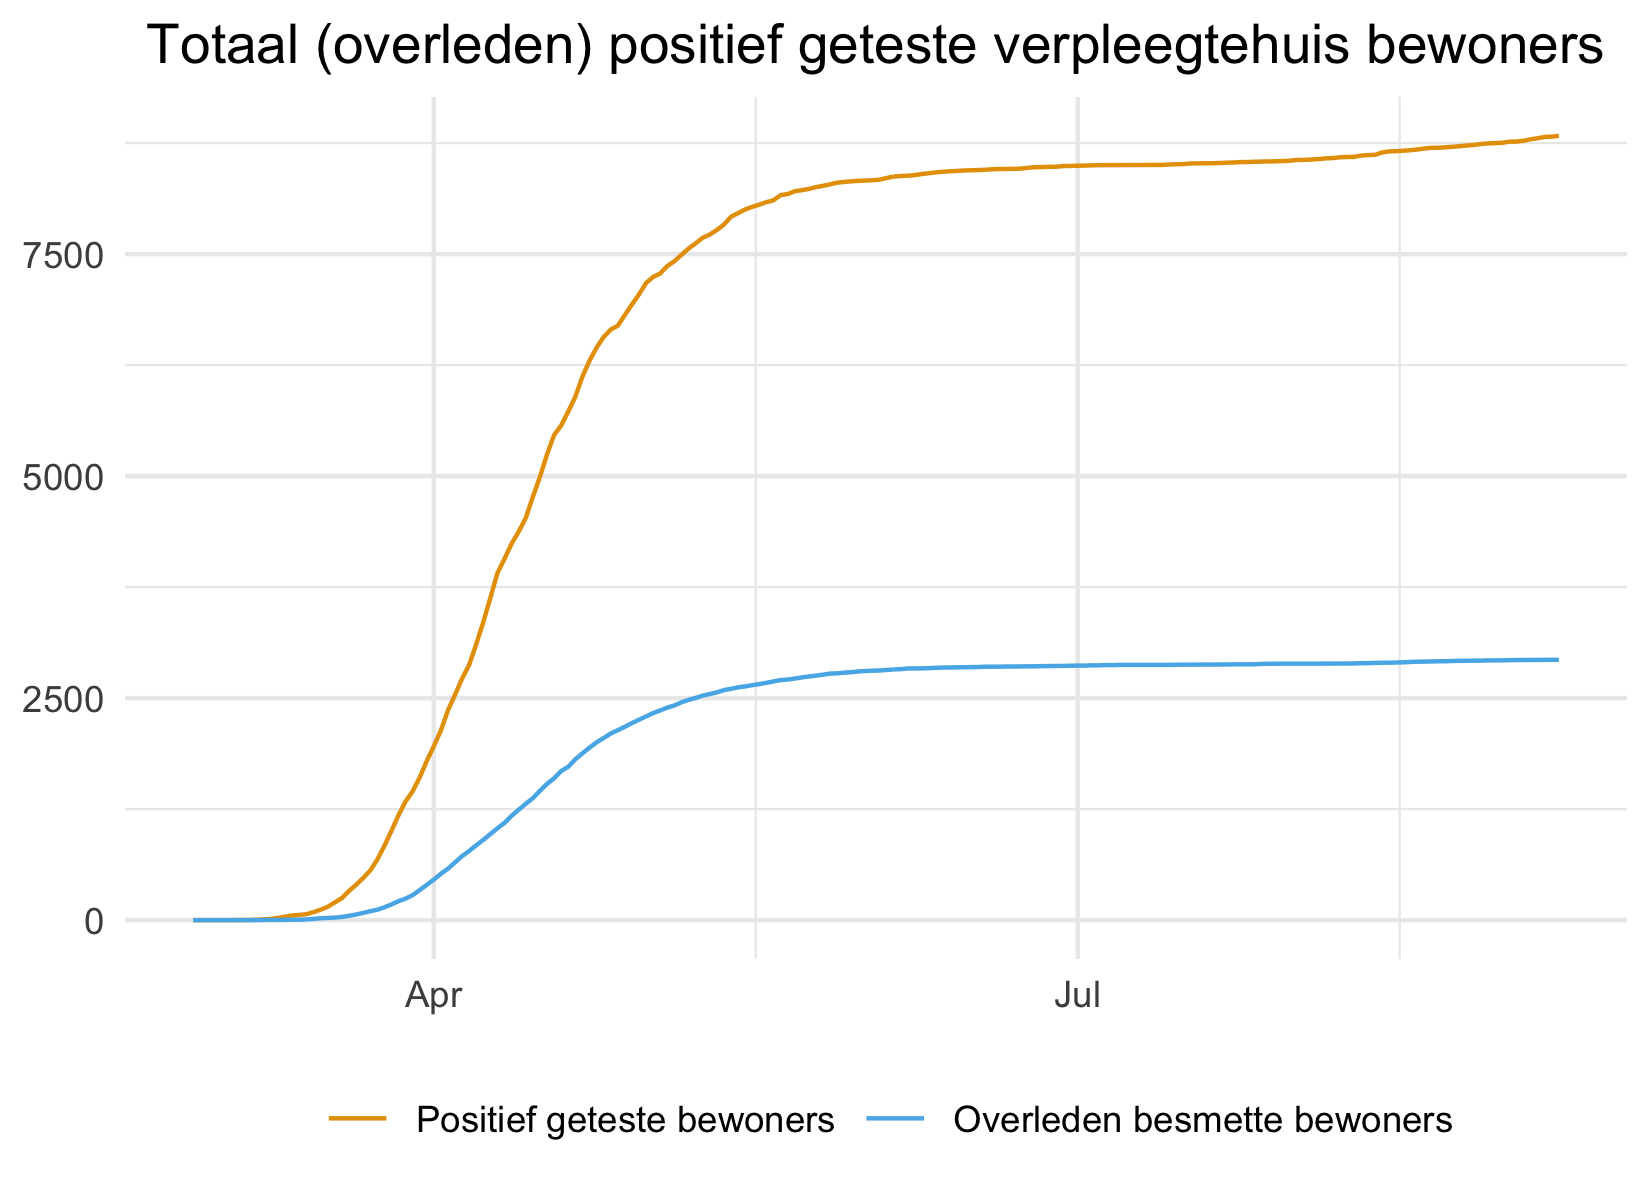 Totaal (overleden) positief geteste verpleegtehuis bewoners
7500
5000
2500
0
Apr Jul
Positief geteste bewoners Overleden besmette bewoners